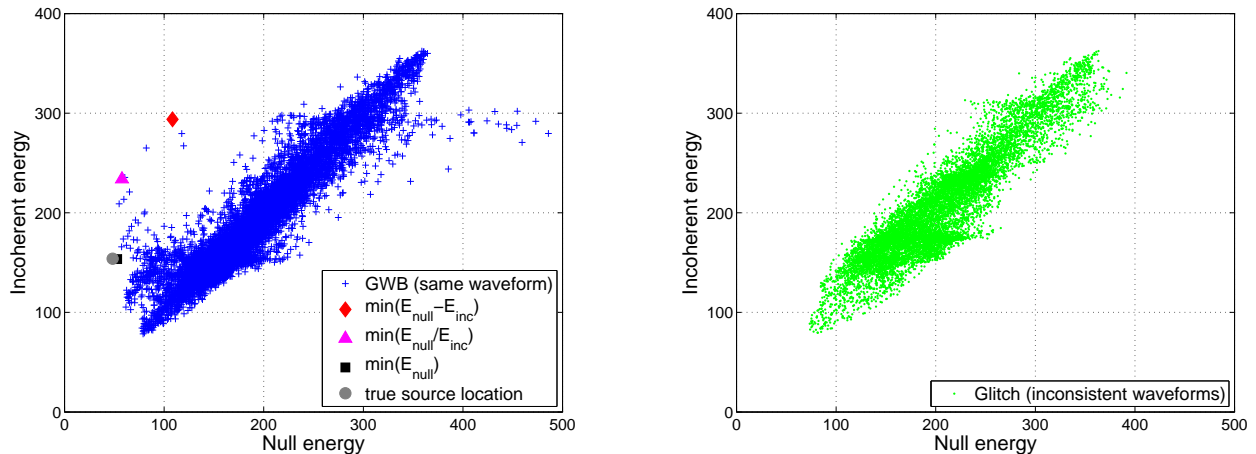 400
300
200
100
0
Incoherent energy
0 100 200 300 400 500
Null energy
GWB (same waveform)
min(E_null−E_inc)
min(E_null/E_inc)
min(E_null)
true source location
400
300
200
100
0
Incoherent energy
0 100 200 300 400 500
Null energy
Glitch (inconsistent waveforms)